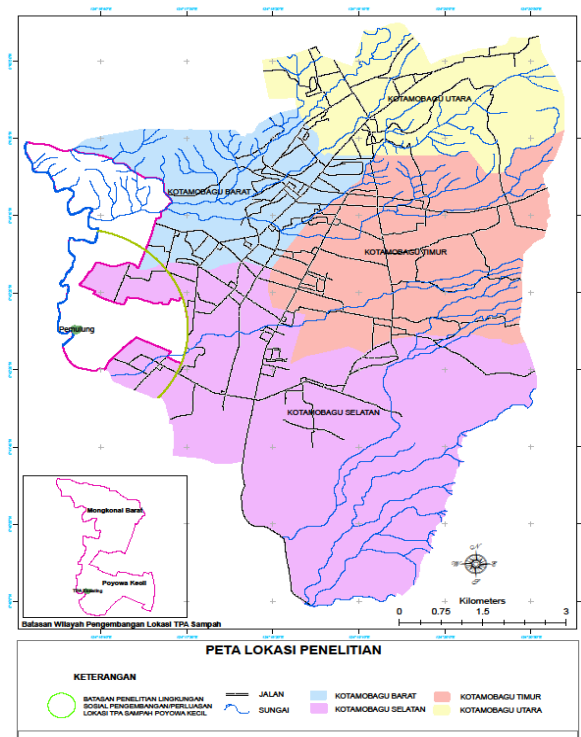 KOTAMOBAGU UTARA
KOTAMOBAGU BARAT
KOTAMOBAGU TIMUR
Pemulung
KOTAMOBAGU SELATAN
Mongkonai Barat
Poyowa Kecil
TPA
Batasan Wilayah Pengembangan Lokasi TPA Sampah
N
Kilometers
0 0.75 1.5 3
PETA LOKASI PENELITIAN
KETERANGAN
BATASAN PENELITIAN LINGKUNGAN
SOSIAL PENGEMBANGAN/PERLUASAN
LOKASI TPA SAMPAH POYOWA KECIL
JALAN
SUNGAI
KOTAMOBAGU BARAT
KOTAMOBAGU SELATAN
KOTAMOBAGU TIMUR
KOTAMOBAGU UTARA